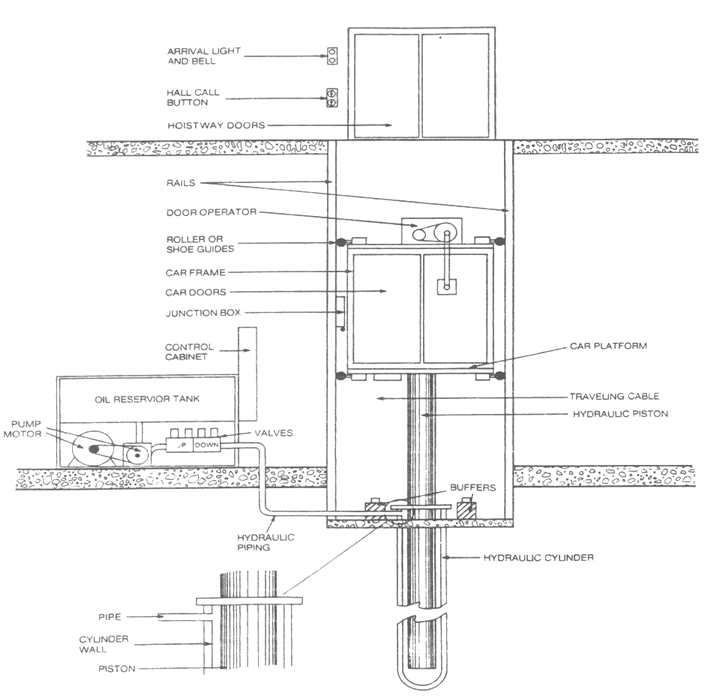 ARRIVAL LIGHT
AND BELL
HALL CALL
BUTTON
HOISTWAY DOORS
RAILS
DOOR OPERATOR
ROLLER OR
SHOE GUIDES
CAR FRAME
CAR DOORS
JUNCTION BOX
CONTROL
CABINET
CAR PLATFORM
OIL RESERVIOR TANK
TRAVELING CABLE
HYDRAULIC PISTON
PUMP
MOTOR
VALVES
UP
DOWN
BUFFERS
HYDRAULIC
PIPING
HYDRAULIC CYLINDER
PIPE
CYLINDER
WALL
PISTON